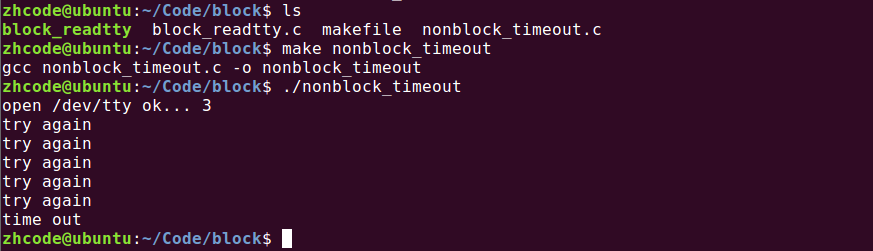 zhcode@ubuntu:~/Code/block$ ls
block_readtty  block_readtty.c  makefile  nonblock_timeout.c
zhcode@ubuntu:~/Code/block$ make nonblock_timeout
gcc nonblock_timeout.c -o nonblock_timeout
zhcode@ubuntu:~/Code/block$ ./nonblock_timeout
open /dev/tty ok... 3
try again
try again
try again
try again
try again
time out
zhcode@ubuntu:~/Code/block$